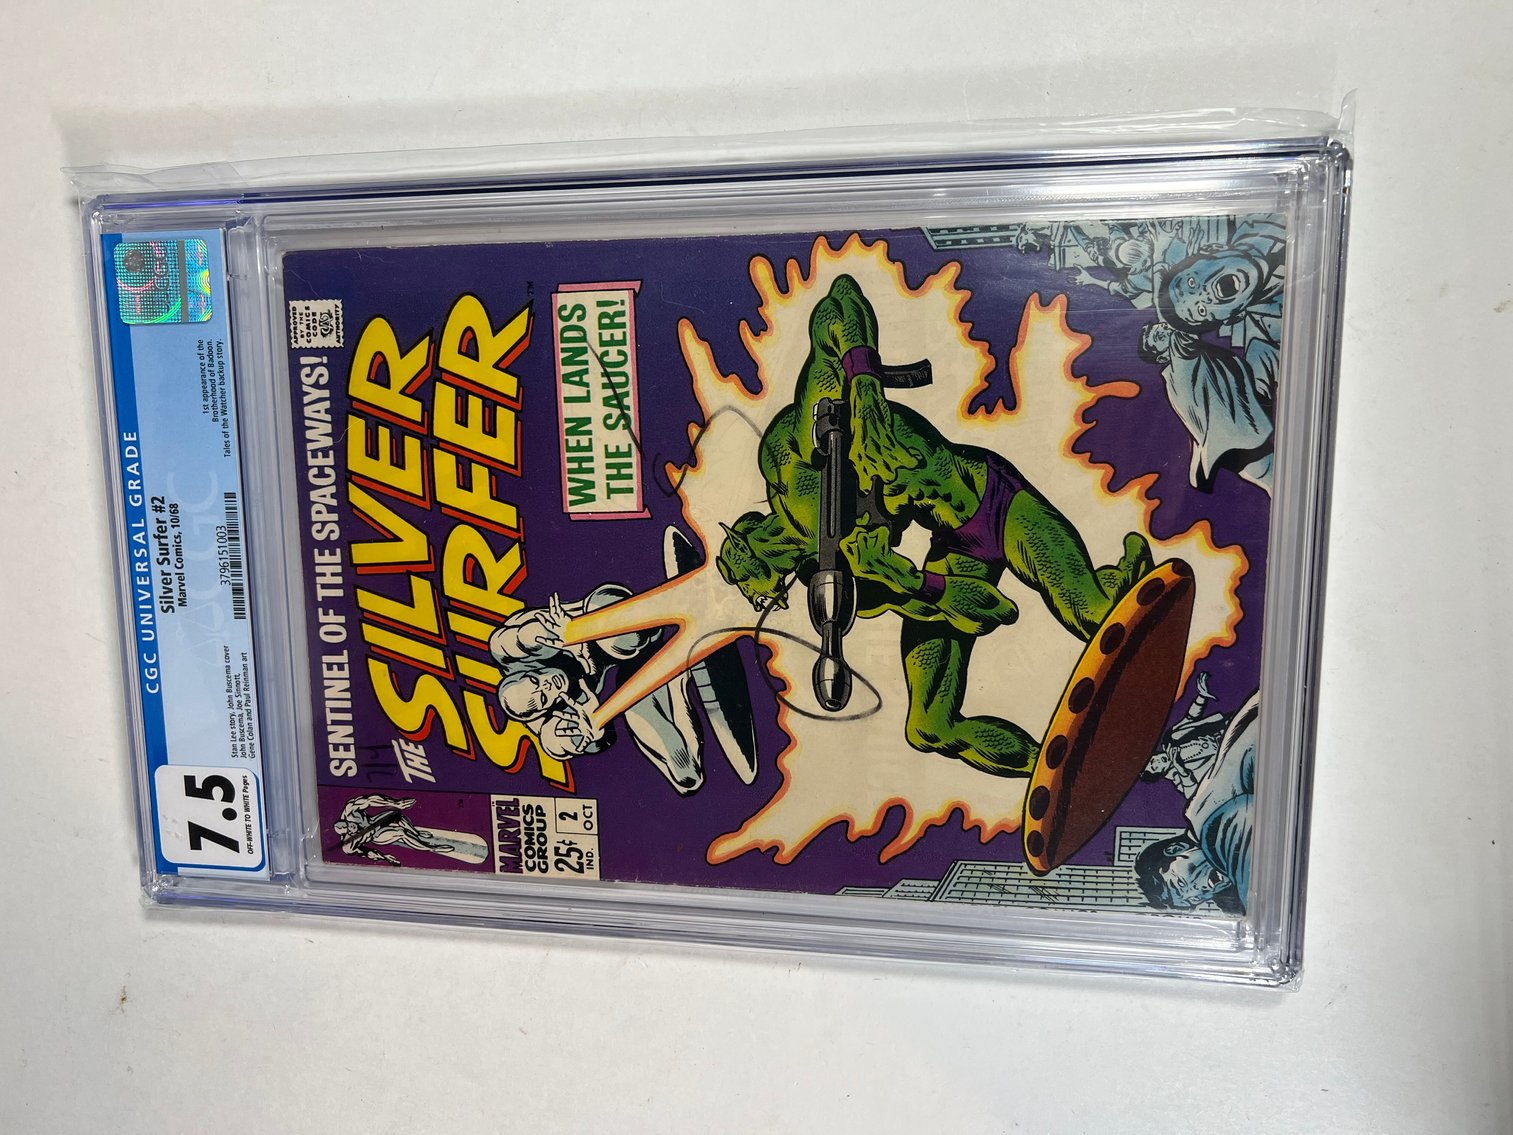 CGC UNIVERSAL GRADE
7.5
OFF-WHITE TO WHITE Pages
Silver Surfer #2
Marvel Comics, 10/68
Stan Lee story, John Buscema cover
John Buscema, Joe Sinnott,
Gene Colan and Paul Reinman art
3796151003
1st appearance of the
Brotherhood of Badoon.
Tales of the Watcher backup story.
CGC
SENTINEL OF THE SPACEWAYS!
APPROVED
BY THE
COMICS
CODE
AUTHORITY
THE
SILVER
SURFER
TM
MARVEL
COMICS
GROUP
25¢
IND.
2
OCT
WHEN LANDS
THE SAUCER!